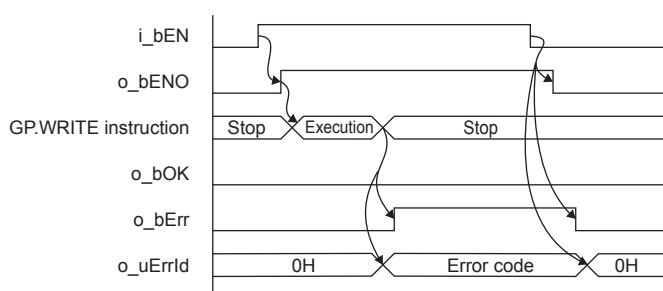 i_bEN
o_bENO
GP.WRITE instruction Stop Execution Stop
o_bOK
o_bErr
o_uErrId 0H Error code 0H